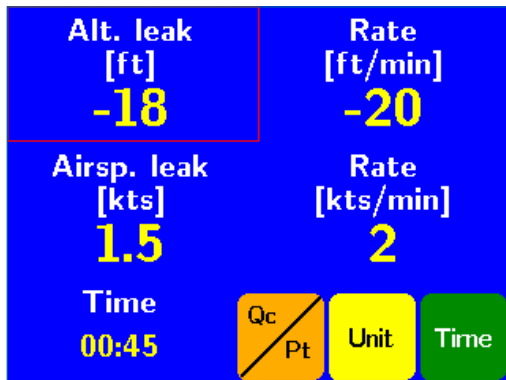 Alt. leak
[ft]
-18
Rate
[ft/min]
-20
Airsp. leak
[kts]
1.5
Rate
[kts/min]
2
Time
00:45
Qc
Pt
Unit
Time